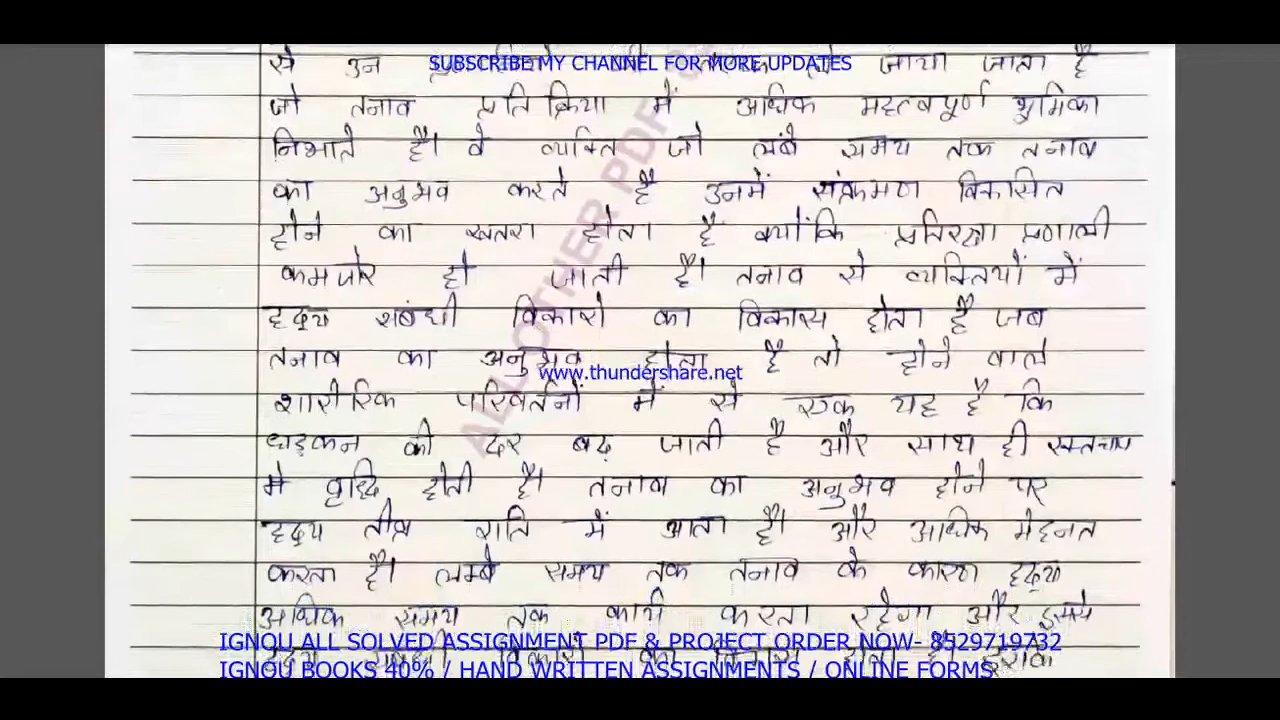 SUBSCRIBE MY CHANNEL FOR MORE UPDATES
से उन जाया जाता है
जो तनाव प्रतिक्रिया में अधिक महत्वपूर्ण भूमिका
निभाते है। वे व्यक्ति जो लंबे समय तक तनाव
का अनुभव करते है उनमें संक्रमण विकासित
होने का खतरा होता है क्योंकि प्रतिरक्षा प्रणाली
कमजोर हो जाती है। तनाव से व्यक्तियों में
हृदय संबंधी विकारो का विकास होता है जब
तनाव का अनुभव होता है तो होने वाले
www.thundershare.net
शारीरिक परिवर्तनों में से एक यह है कि
धड़कन की दर बढ़ जाती है और साथ ही रक्तचाप
मे वृद्धि होती है। तनाव का अनुभव होने पर
हृदय तीव्र गति में आता है। और अधिक मेहनत
करता है। लम्बे समय तक तनाव के कारण हृदय
अधिक समय तक कार्य करता रहेगा और इससे
IGNOU ALL SOLVED ASSIGNMENT PDF & PROJECT ORDER NOW- 8529719732
हृदय
IGNOU BOOKS 40% / HAND WRITTEN ASSIGNMENTS / ONLINE FORMS
ALL OTHER PDF